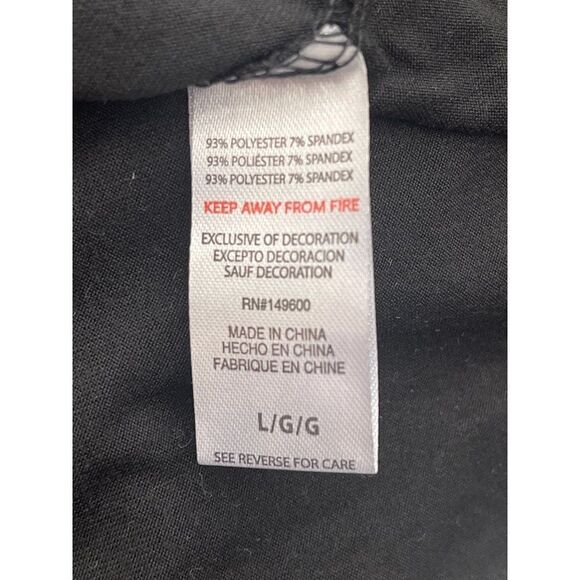 93% POLYESTER 7% SPANDEX
93% POLIÉSTER 7% SPANDEX
93% POLYESTER 7% SPANDEX
KEEP AWAY FROM FIRE
EXCLUSIVE OF DECORATION
EXCEPTO DECORACION
SAUF DECORATION
RN#149600
MADE IN CHINA
HECHO EN CHINA
FABRIQUE EN CHINE
L/G/G
SEE REVERSE FOR CARE